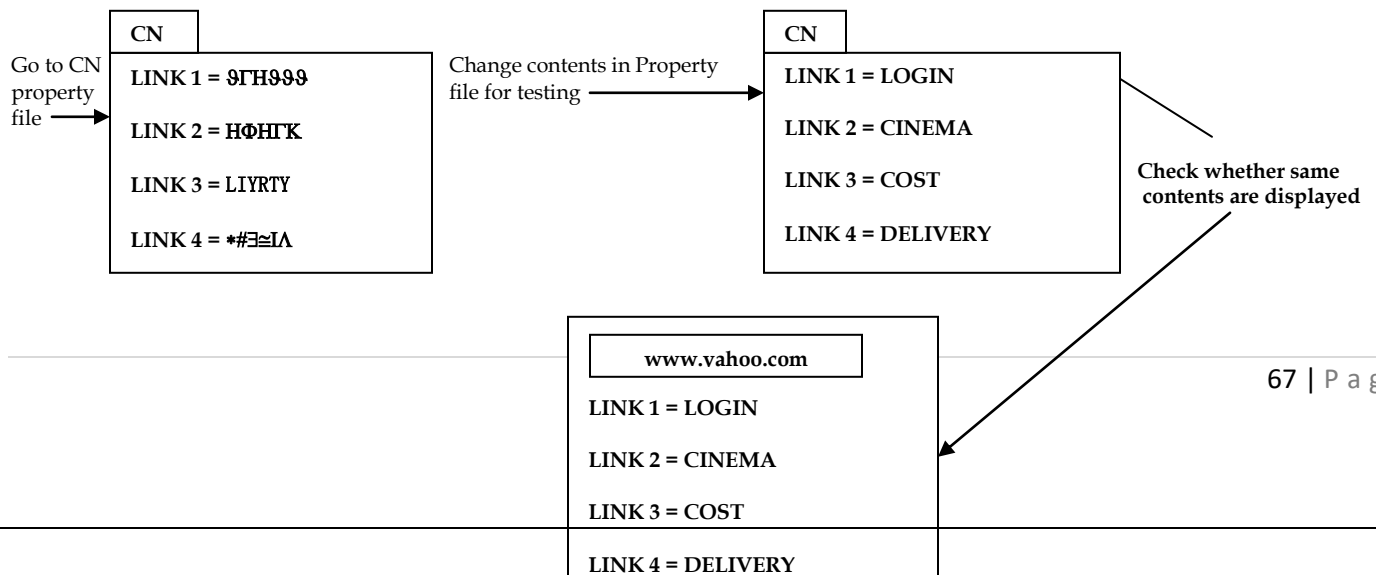 CN
Go to CN
property
file
LINK 1 = ϑΓΗϑϑϑ
LINK 2 = ΗΦΗΓΚ
LINK 3 = LIYRTY
LINK 4 = *#∃≅ΙΛ
Change contents in Property
file for testing
CN
LINK 1 = LOGIN
LINK 2 = CINEMA
LINK 3 = COST
LINK 4 = DELIVERY
Check whether same
contents are displayed
www.yahoo.com
LINK 1 = LOGIN
LINK 2 = CINEMA
LINK 3 = COST
LINK 4 = DELIVERY
67 | P a g